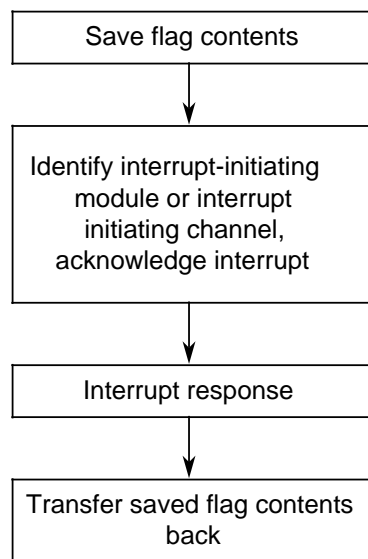 Save flag contents
Identify interrupt-initiating
module or interrupt
initiating channel,
acknowledge interrupt
Interrupt response
Transfer saved flag contents
back